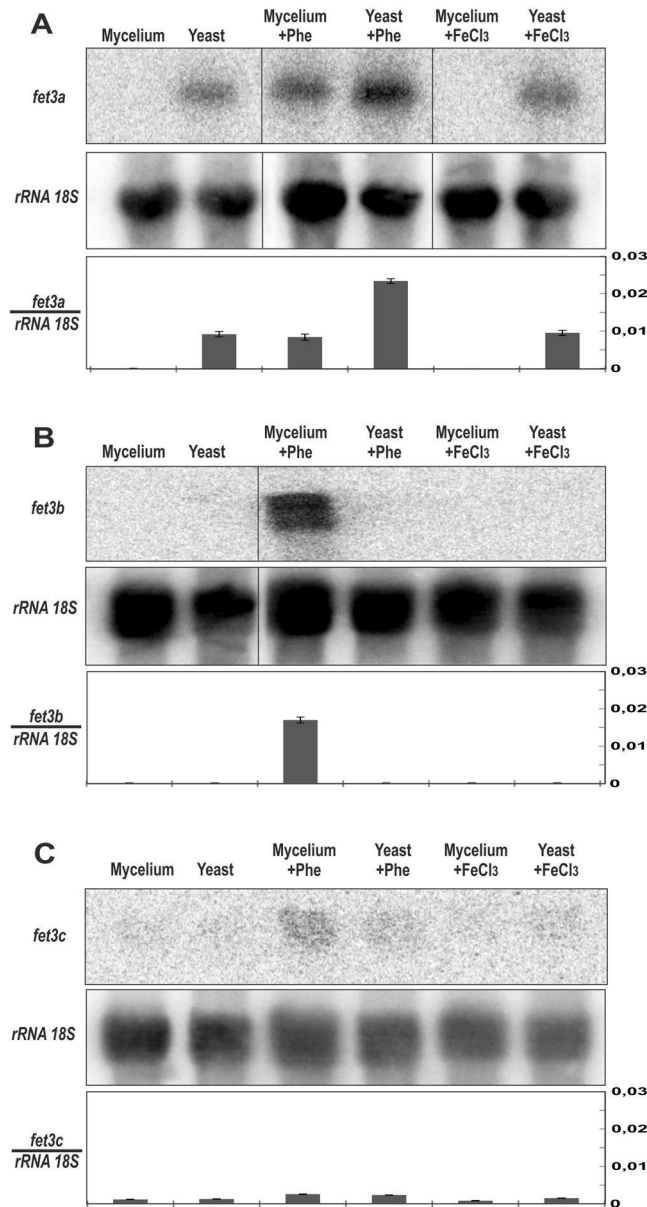 A
Mycelium Yeast Mycelium +Phe Yeast +Phe Mycelium +FeCl3 Yeast +FeCl3
fet3a
rRNA 18S
fet3a
rRNA 18S
0,03
0,02
0,01
0
B
Mycelium Yeast Mycelium +Phe Yeast +Phe Mycelium +FeCl3 Yeast +FeCl3
fet3b
rRNA 18S
fet3b
rRNA 18S
0,03
0,02
0,01
0
C
Mycelium Yeast Mycelium +Phe Yeast +Phe Mycelium +FeCl3 Yeast +FeCl3
fet3c
rRNA 18S
fet3c
rRNA 18S
0,03
0,02
0,01
0